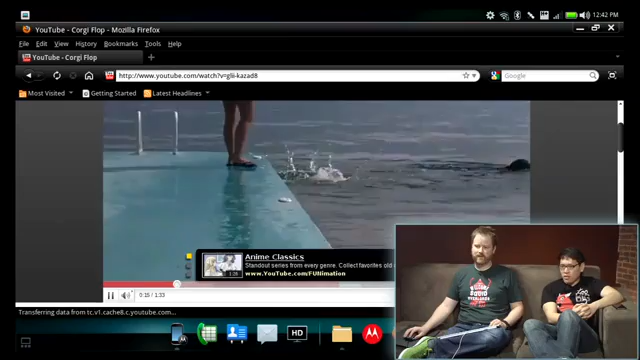 12:42 PM
YouTube - Corgi Flop - Mozilla Firefox
File Edit View History Bookmarks Tools Help
YouTube - Corgi Flop
http://www.youtube.com/watch?v=glii-kazad8
Google
Most Visited Getting Started Latest Headlines
Anime Classics
Standout series from every genre. Collect favorites old
www.YouTube.com/FUNimation
1:26
0:15 / 1:33
Transferring data from tc.v1.cache8.c.youtube.com...
HD